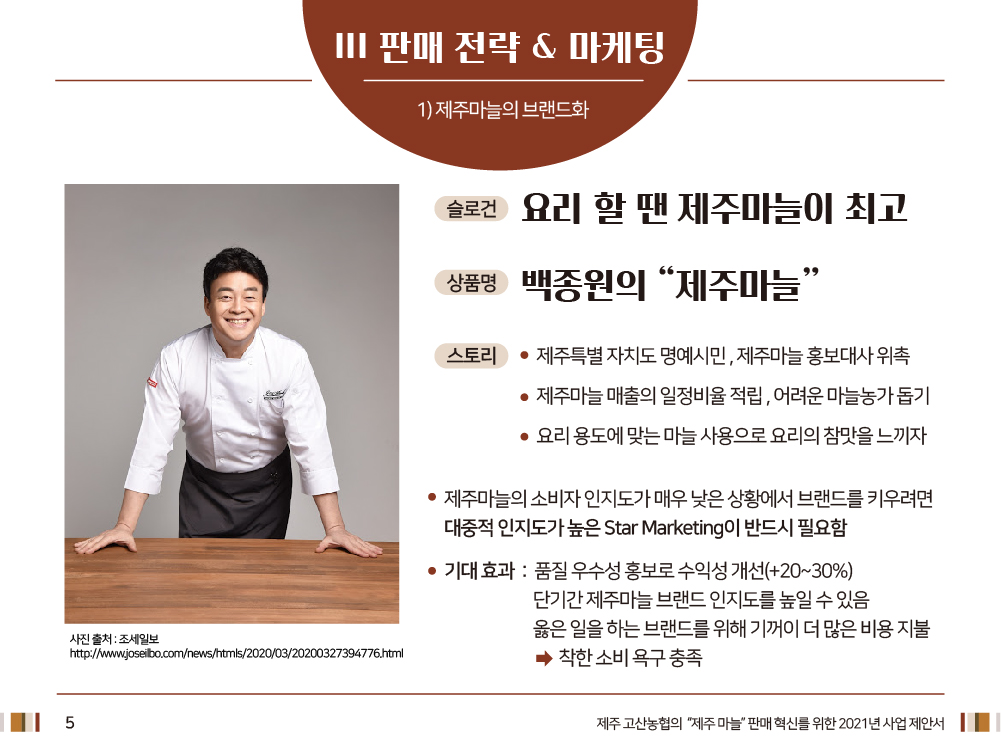 III 판매 전략 & 마케팅
1) 제주마늘의 브랜드화
슬로건 요리 할 땐 제주마늘이 최고
상품명 백종원의 “제주마늘”
스토리 • 제주특별 자치도 명예시민 , 제주마늘 홍보대사 위촉
• 제주마늘 매출의 일정비율 적립 , 어려운 마늘농가 돕기
• 요리 용도에 맞는 마늘 사용으로 요리의 참맛을 느끼자
• 제주마늘의 소비자 인지도가 매우 낮은 상황에서 브랜드를 키우려면
대중적 인지도가 높은 Star Marketing이 반드시 필요함
• 기대 효과 : 품질 우수성 홍보로 수익성 개선(+20~30%)
단기간 제주마늘 브랜드 인지도를 높일 수 있음
옳은 일을 하는 브랜드를 위해 기꺼이 더 많은 비용 지불
➡ 착한 소비 욕구 충족
사진 출처 : 조세일보
http://www.joseilbo.com/news/htmls/2020/03/20200327394776.html
5
제주 고산농협의 “제주 마늘” 판매 혁신를 위한 2021년 사업 제안서